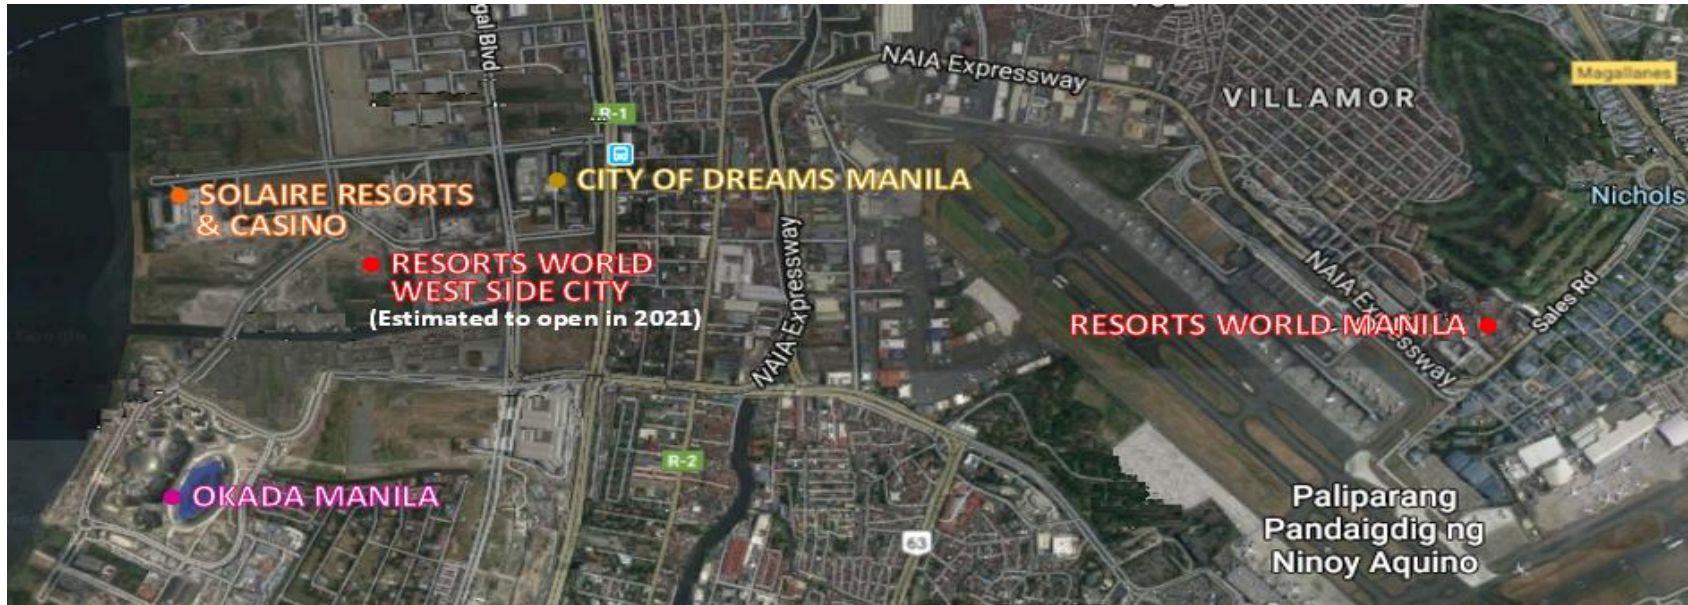 gal Blvd
NAIA Expressway
VILLAMOR
Magallanes
R-1
CITY OF DREAMS MANILA
SOLAIRE RESORTS
& CASINO
Nichols
RESORTS WORLD
WEST SIDE CITY
(Estimated to open in 2021)
NAIA Expressway
NAIA Expressway
Sales Rd
RESORTS WORLD MANILA
Google
R-2
OKADA MANILA
63
Paliparang
Pandaigdig ng
Ninoy Aquino